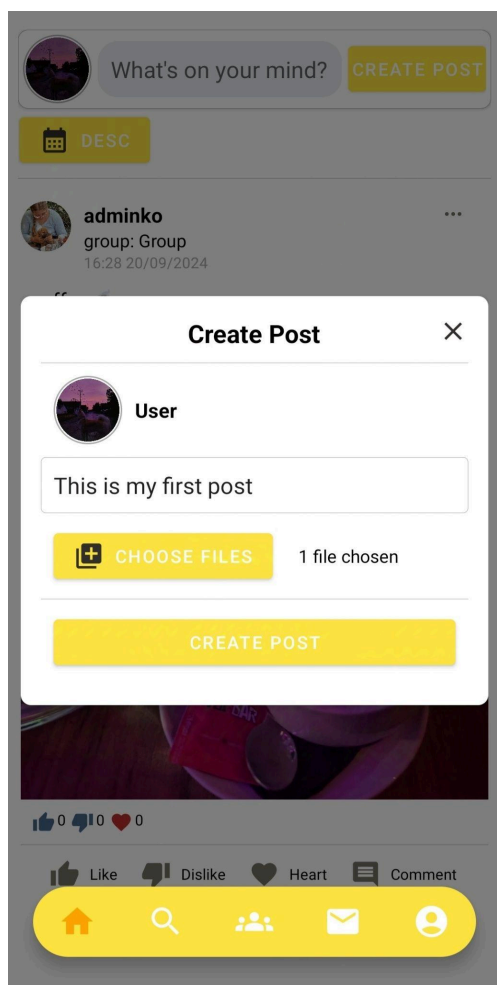 What's on your mind?
CREATE POST
DESC
adminko
group: Group
16:28 20/09/2024
Create Post
User
This is my first post
CHOOSE FILES
1 file chosen
CREATE POST
BAR
0 0 0
Like Dislike Heart Comment